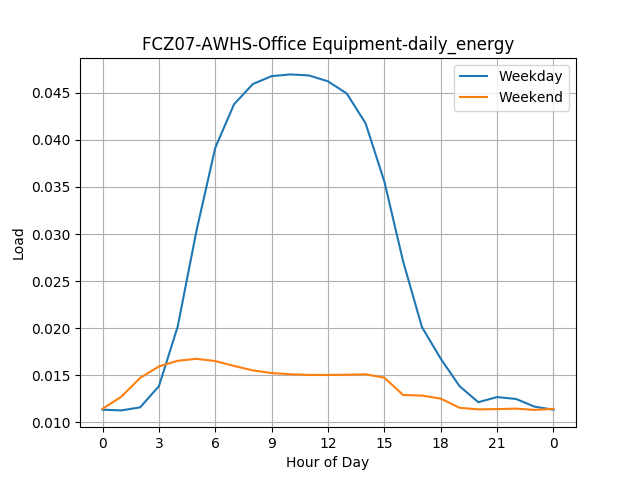 FCZ07-AWHS-Office Equipment-daily_energy
Weekday
Weekend
Load
0.045
0.040
0.035
0.030
0.025
0.020
0.015
0.010
0 3 6 9 12 15 18 21 0
Hour of Day